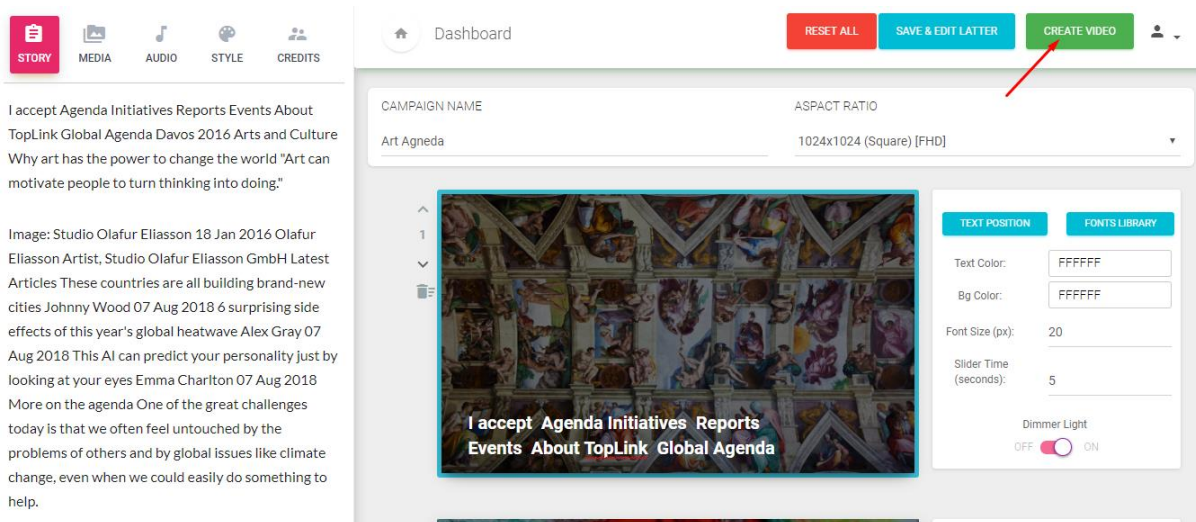 STORY
MEDIA
AUDIO
STYLE
CREDITS
Dashboard
RESET ALL
SAVE & EDIT LATTER
CREATE VIDEO
I accept Agenda Initiatives Reports Events About
TopLink Global Agenda Davos 2016 Arts and Culture
Why art has the power to change the world "Art can
motivate people to turn thinking into doing."
Image: Studio Olafur Eliasson 18 Jan 2016 Olafur
Eliasson Artist, Studio Olafur Eliasson GmbH Latest
Articles These countries are all building brand-new
cities Johnny Wood 07 Aug 2018 6 surprising side
effects of this year's global heatwave Alex Gray 07
Aug 2018 This AI can predict your personality just by
looking at your eyes Emma Charlton 07 Aug 2018
More on the agenda One of the great challenges
today is that we often feel untouched by the
problems of others and by global issues like climate
change, even when we could easily do something to
help.
CAMPAIGN NAME
Art Agneda
ASPACT RATIO
1024x1024 (Square) [FHD]
1
I accept Agenda Initiatives Reports
Events About TopLink Global Agenda
TEXT POSITION
FONTS LIBRARY
Text Color:
FFFFFF
Bg Color:
FFFFFF
Font Size (px):
20
Slider Time
(seconds):
5
Dimmer Light
OFF
ON